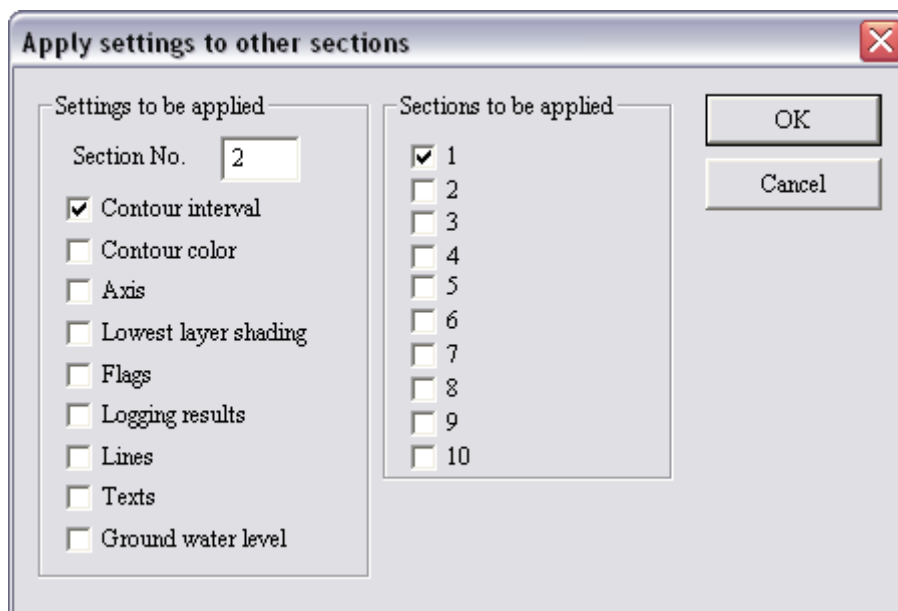 Apply settings to other sections
Settings to be applied
Section No. 2
Contour interval
Contour color
Axis
Lowest layer shading
Flags
Logging results
Lines
Texts
Ground water level
Sections to be applied
1
2
3
4
5
6
7
8
9
10
OK
Cancel